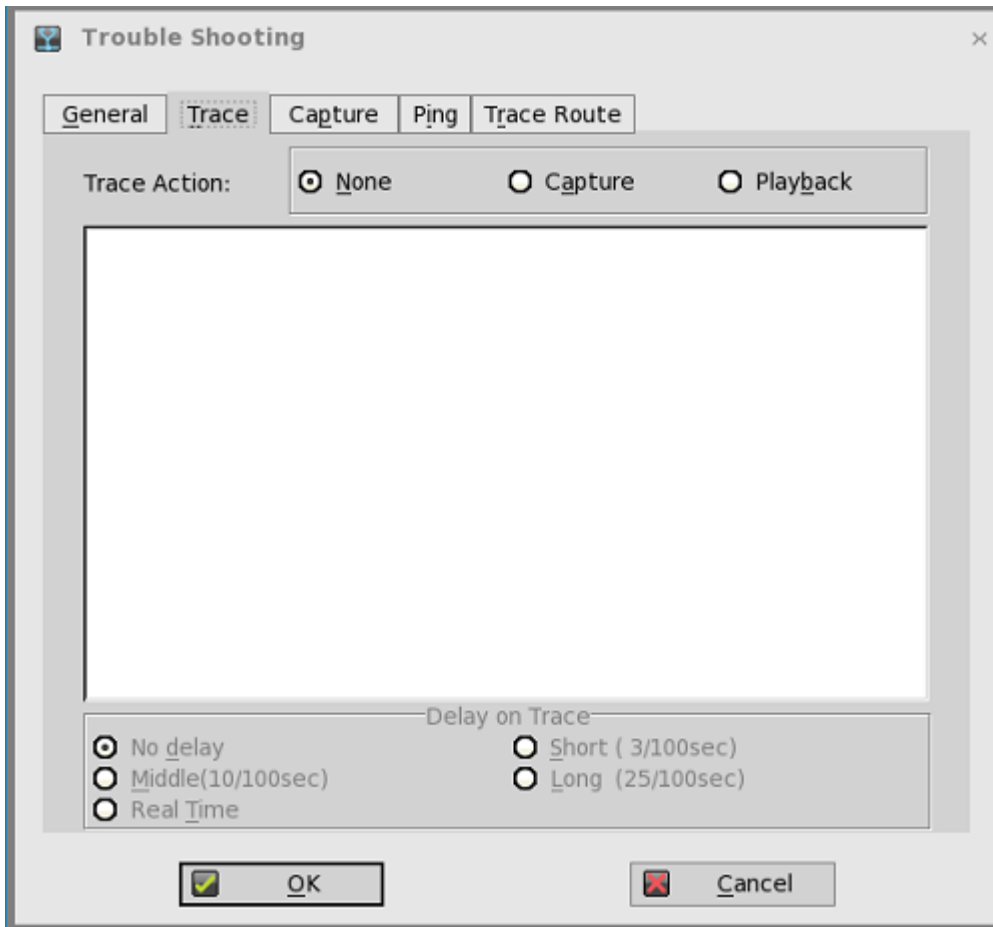 Trouble Shooting
General Trace Capture Ping Trace Route
Trace Action: None Capture Playback
Delay on Trace
No delay Short ( 3/100sec)
Middle(10/100sec) Long (25/100sec)
Real Time
OK Cancel